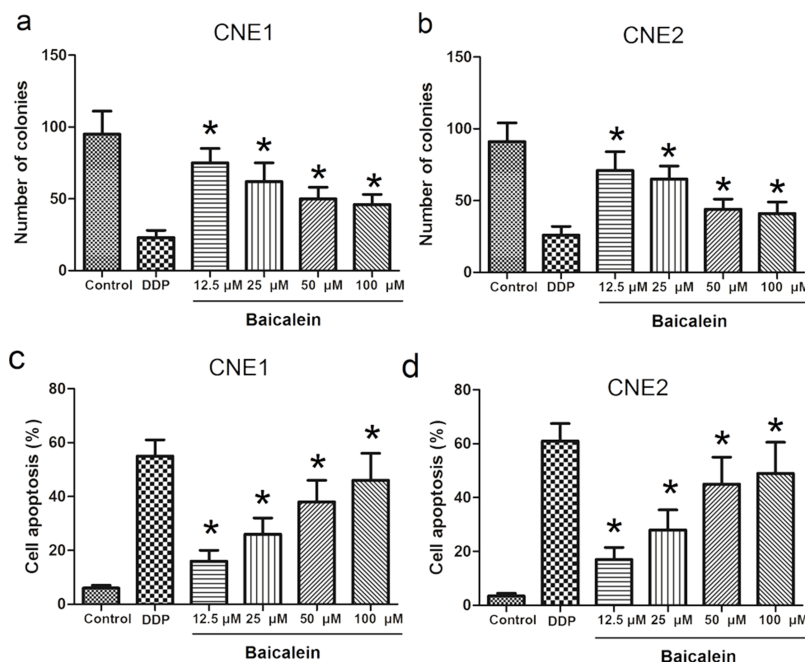 a
CNE1
Number of colonies
150
100
50
0
* * * *
Control DDP 12.5 μM 25 μM 50 μM 100 μM
Baicalein
b
CNE2
Number of colonies
150
100
50
0
* * * *
Control DDP 12.5 μM 25 μM 50 μM 100 μM
Baicalein
c
CNE1
Cell apoptosis (%)
80
60
40
20
0
* * * *
Control DDP 12.5 μM 25 μM 50 μM 100 μM
Baicalein
d
CNE2
Cell apoptosis (%)
80
60
40
20
0
* * * *
Control DDP 12.5 μM 25 μM 50 μM 100 μM
Baicalein